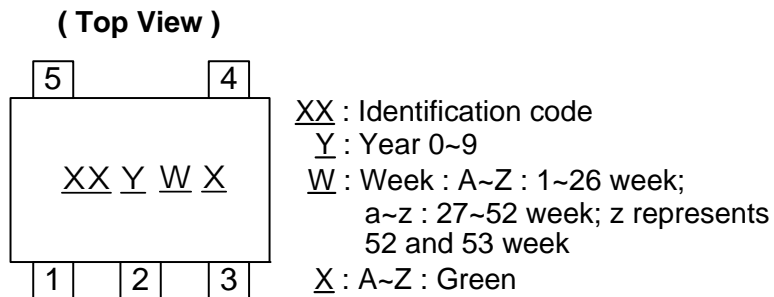 ( Top View )
5 4
XX Y W X
1 2 3
XX : Identification code
Y : Year 0~9
W : Week : A~Z : 1~26 week;
a~z : 27~52 week; z represents
52 and 53 week
X : A~Z : Green